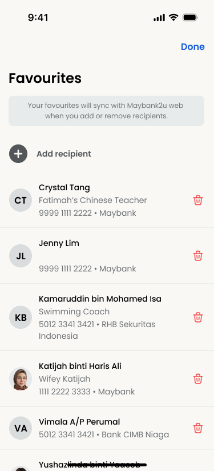 9:41
Done
Favourites
Your favourites will sync with Maybank2u web
when you add or remove recipients.
Add recipient
CT
Crystal Tang
Fatimah's Chinese Teacher
9999 1111 2222 • Maybank
JL
Jenny Lim
9999 1111 2222 • Maybank
KB
Kamaruddin bin Mohamed Isa
Swimming Coach
5012 3341 3421 • RHB Sekuritas
Indonesia
Katijah binti Haris Ali
Wifey Katijah
1111 2222 3333 • Maybank
VA
Vimala A/P Perumal
5012 3341 3421 • Bank CIMB Niaga
Yushazlinda binti Yaacob